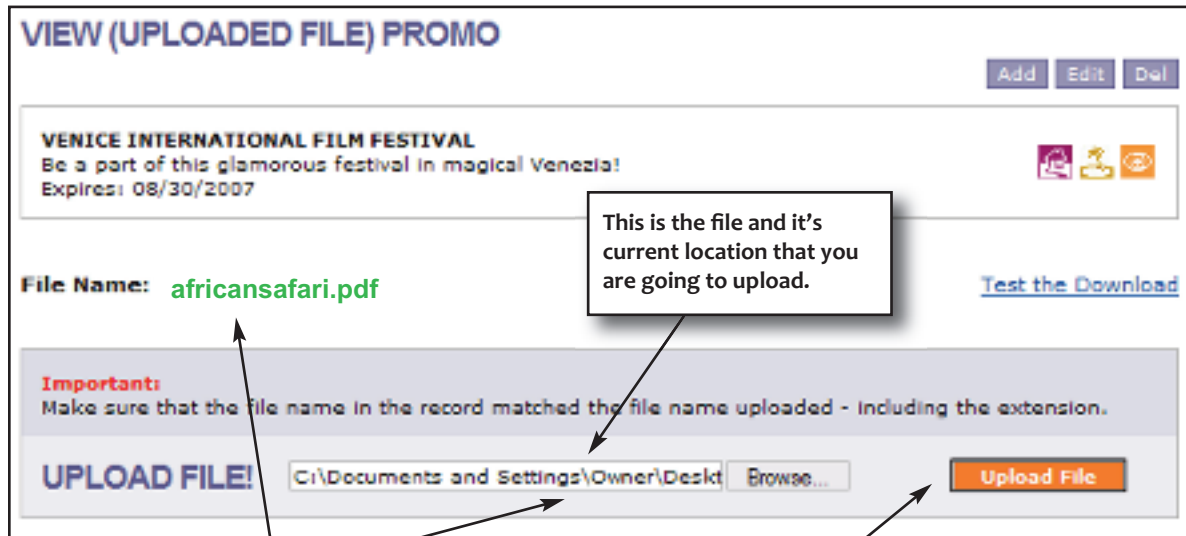 VIEW (UPLOADED FILE) PROMO
Add Edit Del
VENICE INTERNATIONAL FILM FESTIVAL
Be a part of this glamorous festival in magical Venezia!
Expires: 08/30/2007
This is the file and it's
current location that you
are going to upload.
File Name: africansafari.pdf
Test the Download
Important:
Make sure that the file name in the record matched the file name uploaded - including the extension.
UPLOAD FILE! C:\Documents and Settings\Owner\Deskt Browse... Upload File